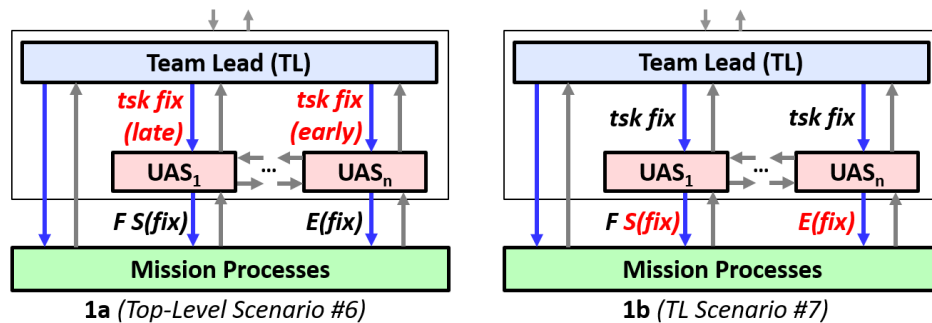 Team Lead (TL)
tsk fix
(late)
tsk fix
(early)
UAS1
...
UASn
F S(fix)
E(fix)
Mission Processes
1a (Top-Level Scenario #6)
Team Lead (TL)
tsk fix
tsk fix
UAS1
...
UASn
F S(fix)
E(fix)
Mission Processes
1b (TL Scenario #7)